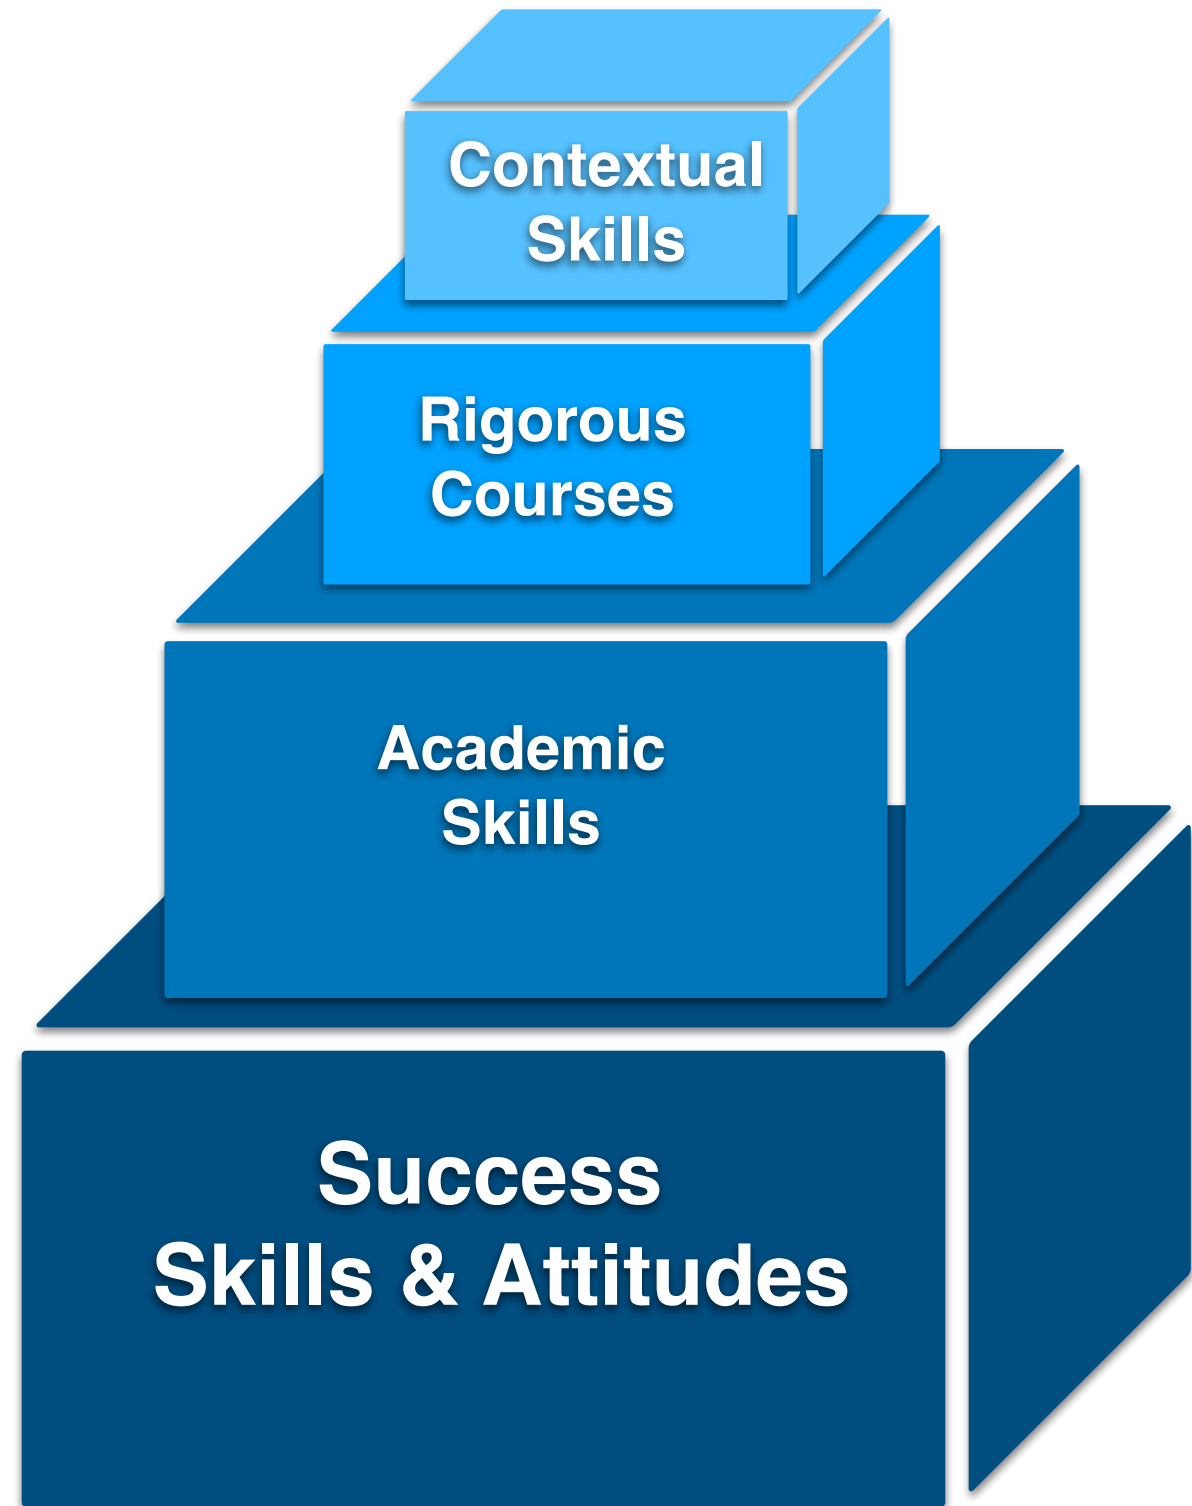 Contextual
Skills
Rigorous
Courses
Academic
Skills
Success
Skills & Attitudes